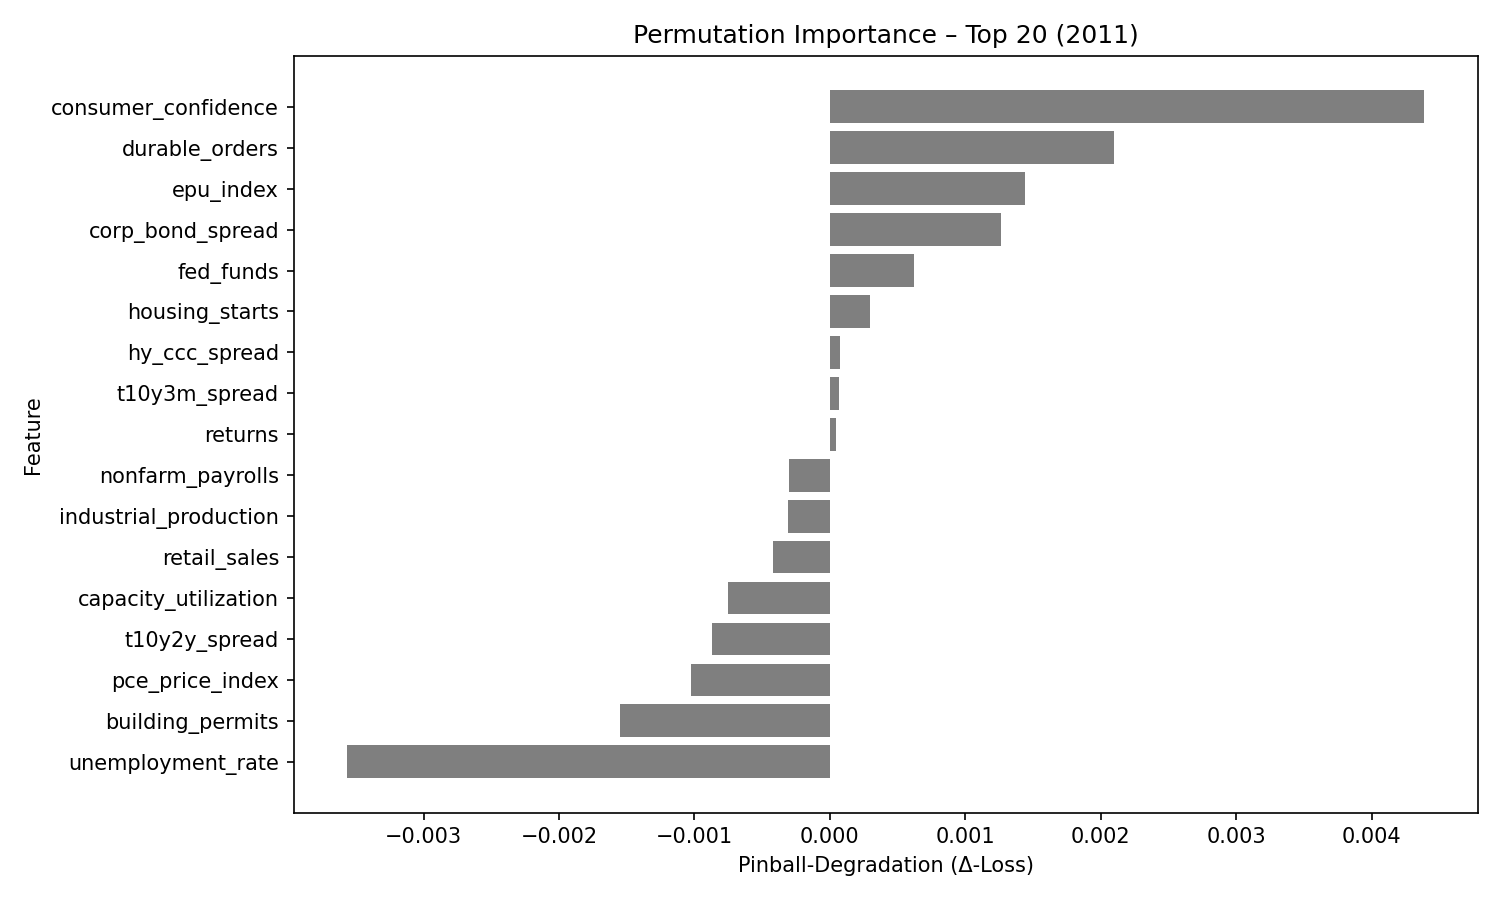 Permutation Importance – Top 20 (2011)
consumer_confidence
durable_orders
epu_index
corp_bond_spread
fed_funds
housing_starts
hy_ccc_spread
t10y3m_spread
returns
nonfarm_payrolls
industrial_production
retail_sales
capacity_utilization
t10y2y_spread
pce_price_index
building_permits
unemployment_rate
Feature
−0.003 −0.002 −0.001 0.000 0.001 0.002 0.003 0.004
Pinball-Degradation (Δ-Loss)